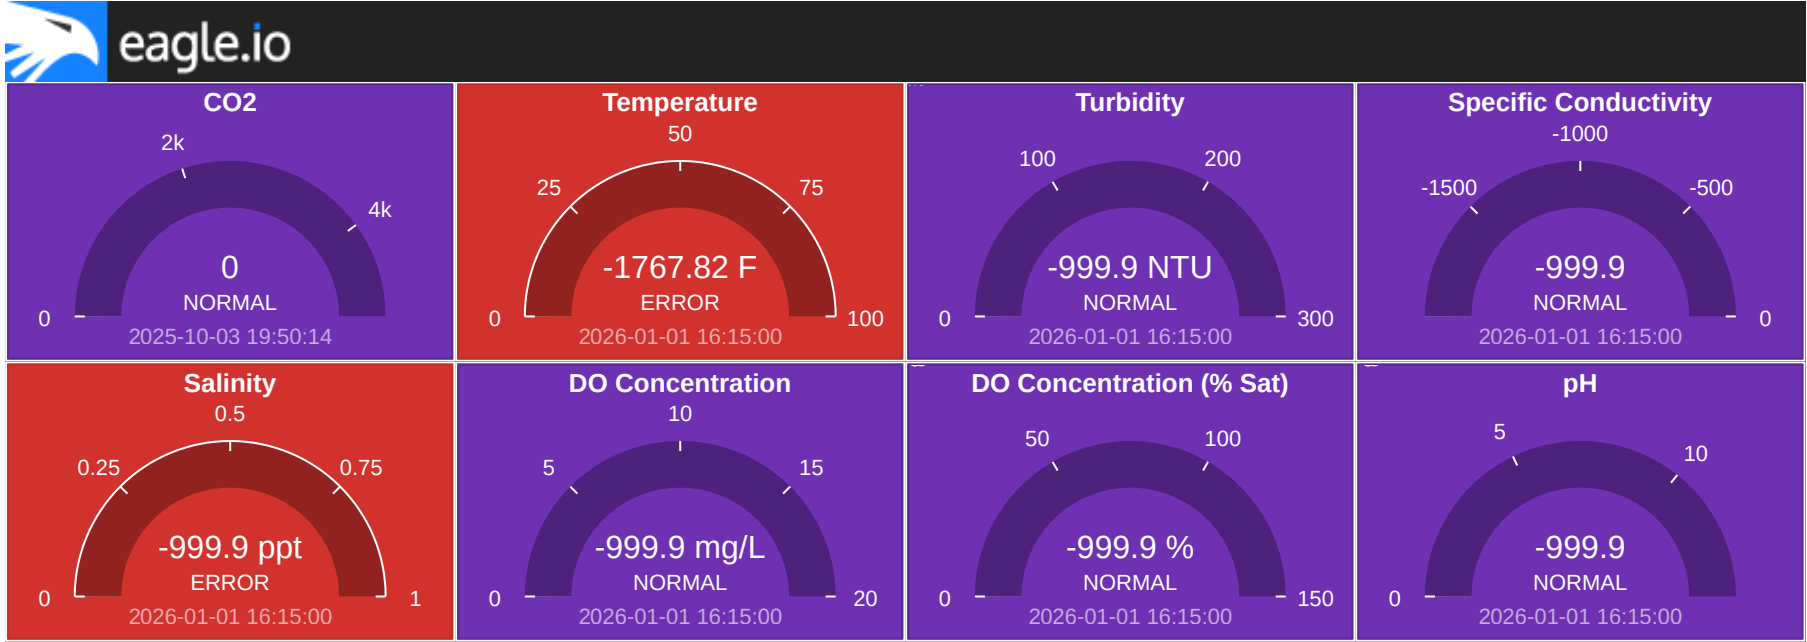 eagle.io
CO2
2k
4k
0
0
NORMAL
2025-10-03 19:50:14
Temperature
50
25
75
-1767.82 F
ERROR
0
100
2026-01-01 16:15:00
Turbidity
100
200
-999.9 NTU
NORMAL
0
300
2026-01-01 16:15:00
Specific Conductivity
-1000
-1500
-500
-999.9
NORMAL
0
2026-01-01 16:15:00
Salinity
0.5
0.25
0.75
-999.9 ppt
ERROR
0
1
2026-01-01 16:15:00
DO Concentration
10
5
15
-999.9 mg/L
NORMAL
0
20
2026-01-01 16:15:00
DO Concentration (% Sat)
50
100
-999.9 %
NORMAL
0
150
2026-01-01 16:15:00
pH
5
10
-999.9
NORMAL
0
2026-01-01 16:15:00